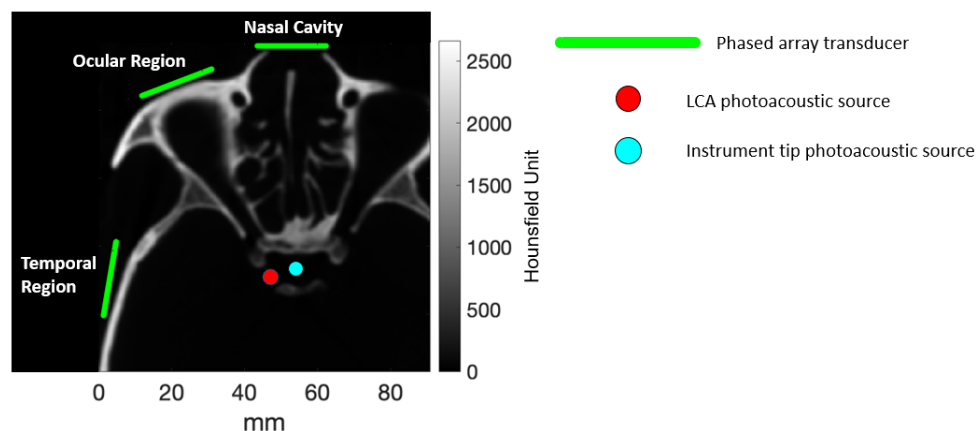 Nasal Cavity
Ocular Region
Temporal
Region
0
20
40
60
80
mm
2500
2000
1500
1000
500
0
Hounsfield Unit
Phased array transducer
LCA photoacoustic source
Instrument tip photoacoustic source